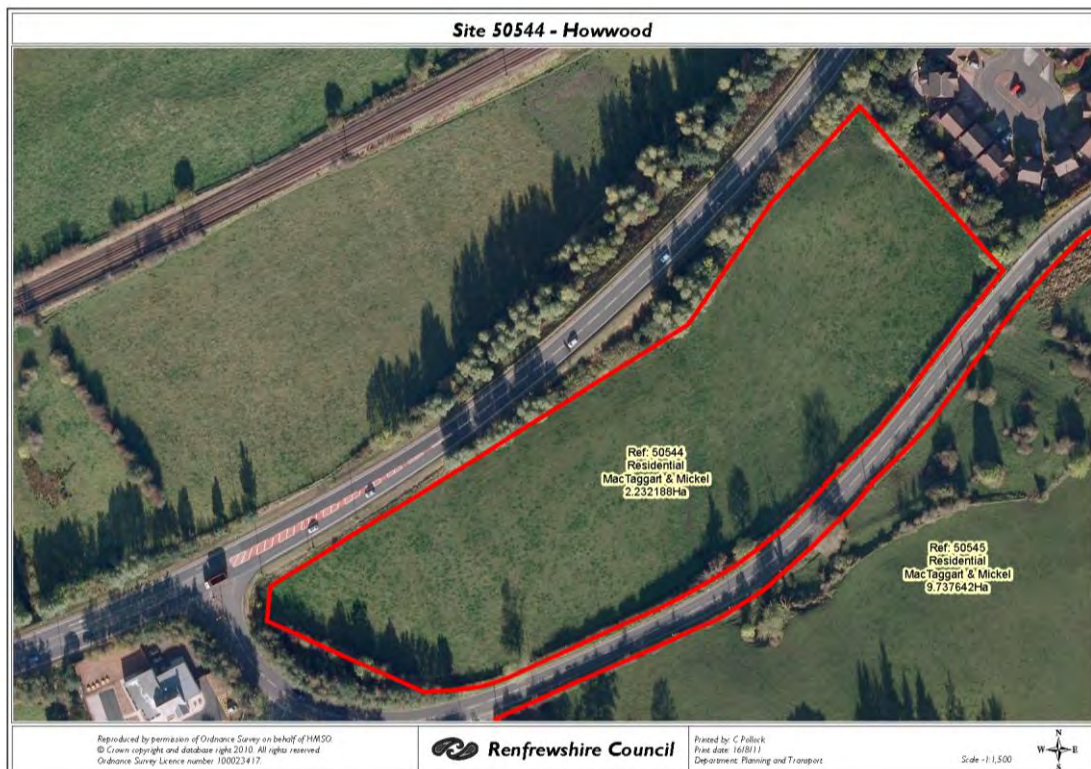 Site 50544 - Howwood
Ref: 50544
Residential
MacTaggart & Mickel
2.232188Ha
Ref: 50545
Residential
MacTaggart & Mickel
9.737642Ha
Reproduced by permission of Ordnance Survey on behalf of HMSO.
© Crown copyright and database right 2010. All rights reserved
Ordnance Survey Licence number 100023417.
Renfrewshire Council
Printed by: C Pollock
Print date: 16/8/11
Department: Planning and Transport
Scale -1:1,500
N
W E
S